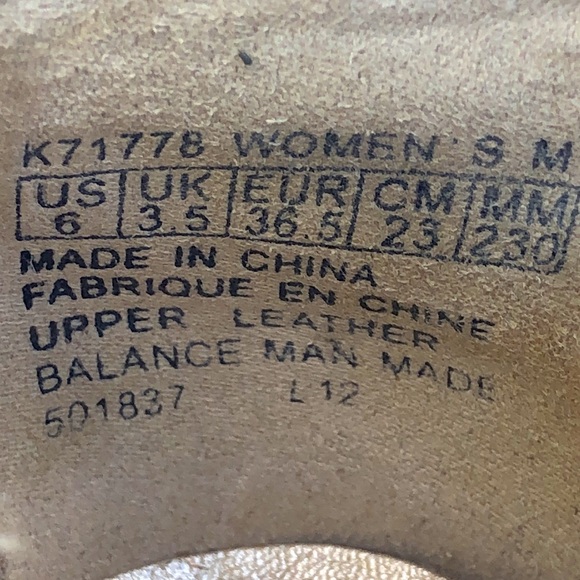 K71778 WOMEN'S M
US UK EUR CM MM
6 3.5 36.5 23 230
MADE IN CHINA
FABRIQUE EN CHINE
UPPER LEATHER
BALANCE MAN MADE
501837 L12